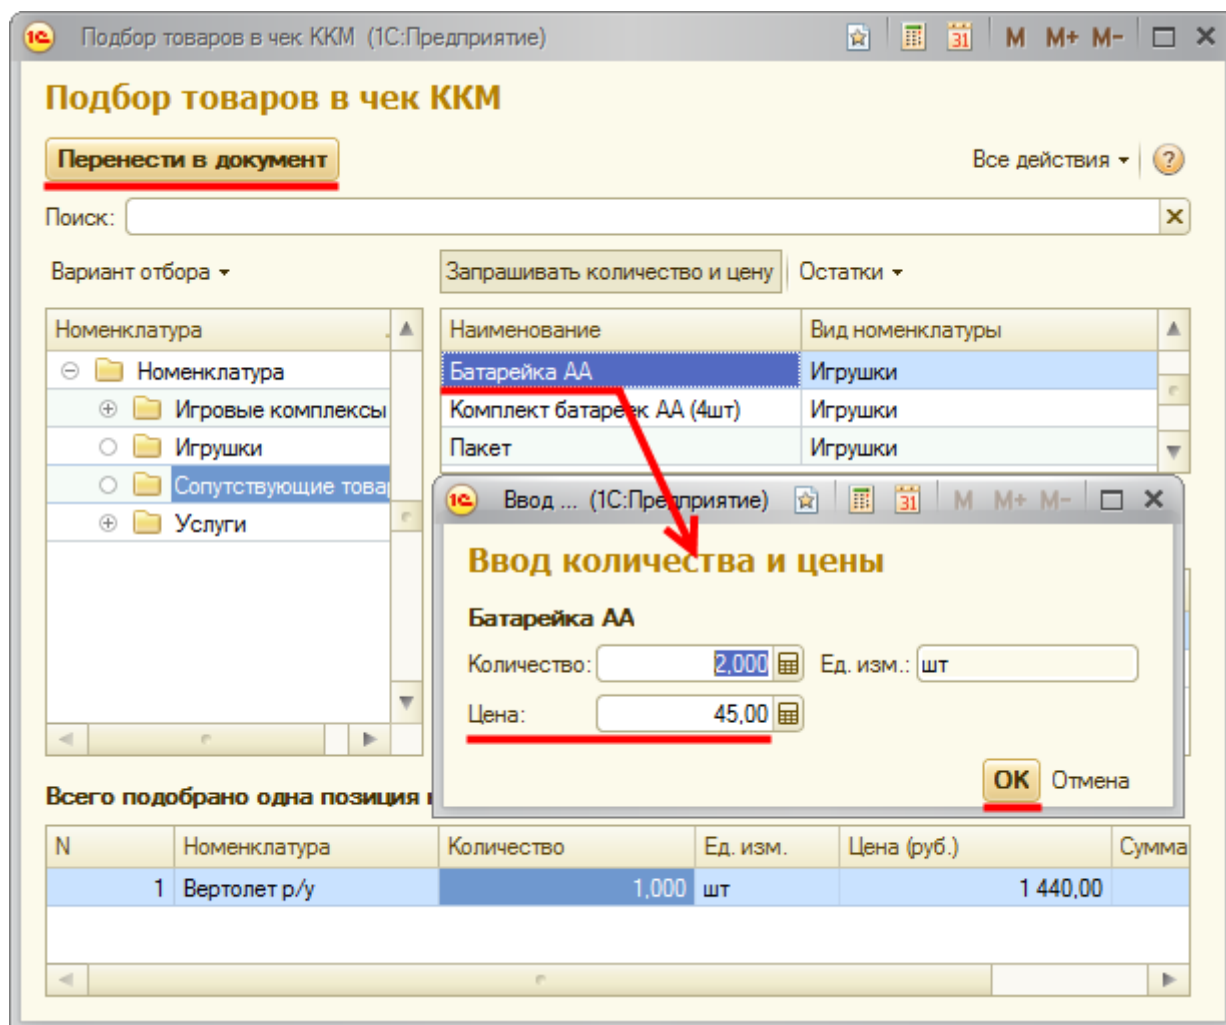 Подбор товаров в чек ККМ (1С:Предприятие) 31 M M+ M-
Подбор товаров в чек ККМ
Перенести в документ Все действия ?
Поиск:
Вариант отбора Запрашивать количество и цену Остатки
Номенклатура Наименование Вид номенклатуры
Номенклатура Батарейка АА Игрушки
Игровые комплексы Комплект батареек АА (4шт) Игрушки
Игрушки Пакет Игрушки
Сопутствующие
Услуги
Ввод ... (1С:Предприятие) 31 M M+ M-
Ввод количества и цены
Батарейка АА
Количество: 2,000 Ед. изм.: шт
Цена: 45,00
ОК Отмена
Всего подобрано одна позиция
N Номенклатура Количество Ед. изм. Цена (руб.) Сумма
1 Вертолет р/у 1,000 шт 1 440,00